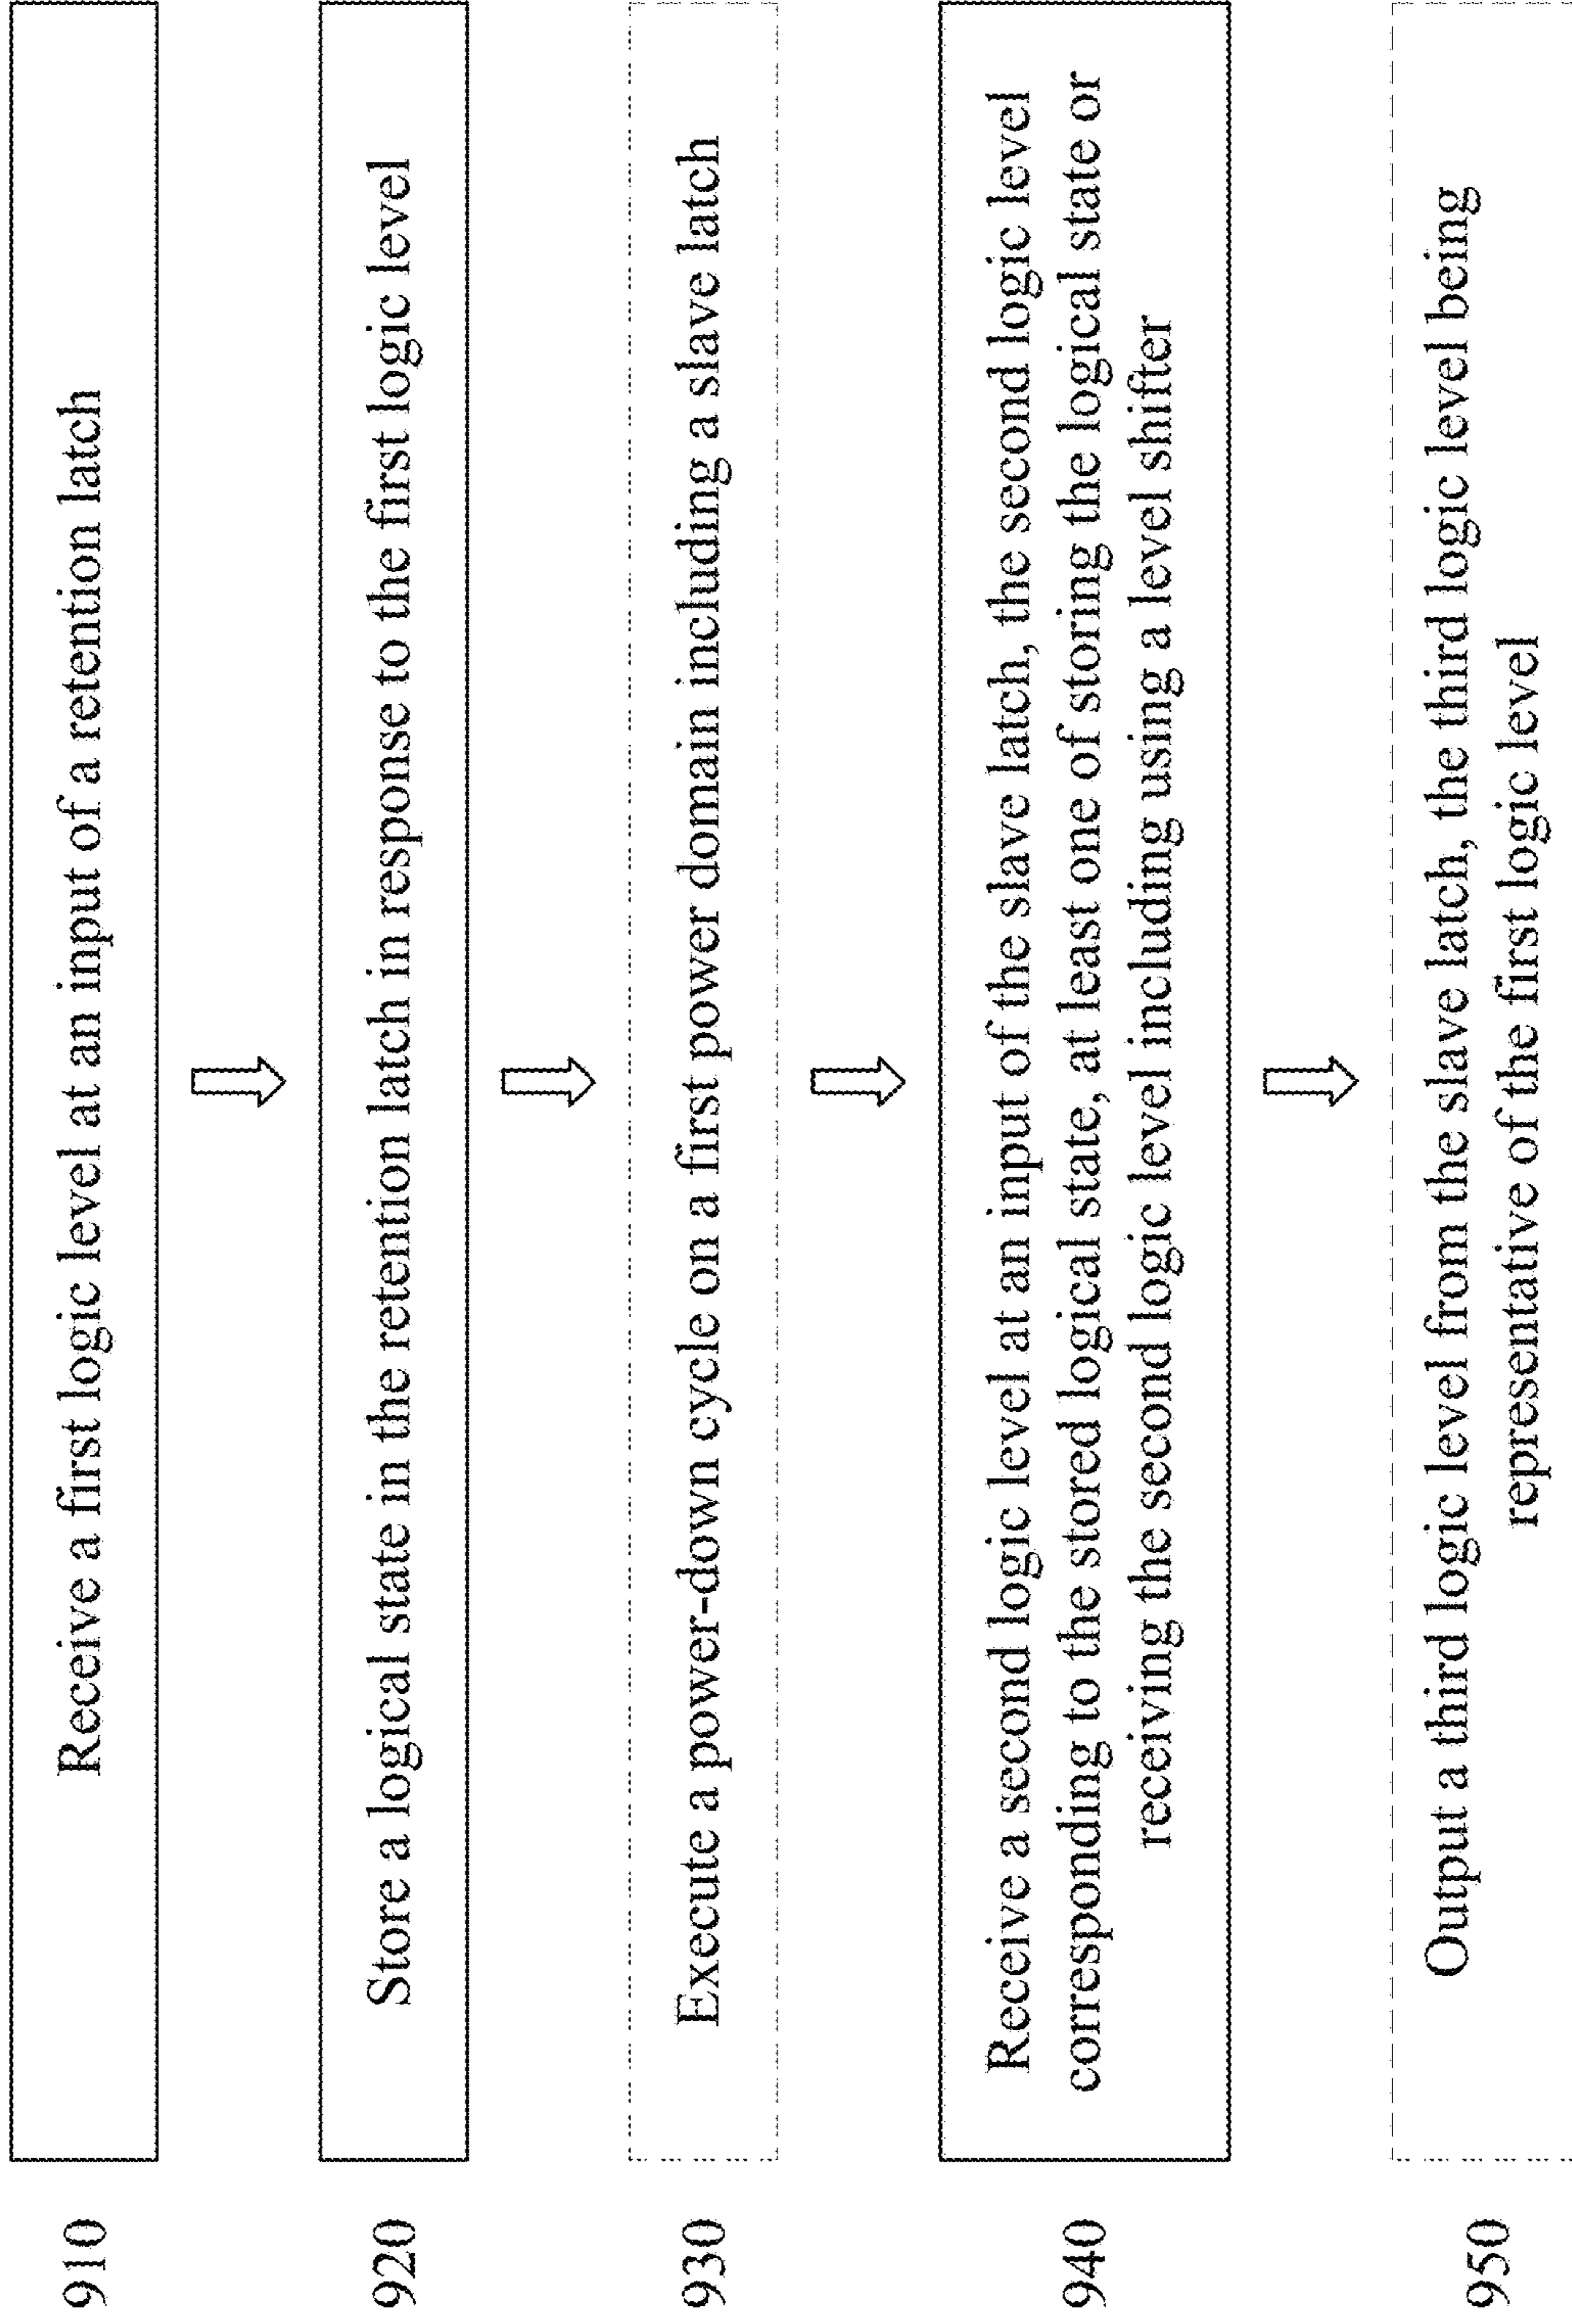 910
Receive a first logic level at an input of a retention latch
920
Store a logical state in the retention latch in response to the first logic level
930
Execute a power-down cycle on a first power domain including a slave latch
940
Receive a second logic level at an input of the slave latch, the second logic level
corresponding to the stored logical state, at least one of storing the logical state or
receiving the second logic level including using a level shifter
950
Output a third logic level from the slave latch, the third logic level being
representative of the first logic level